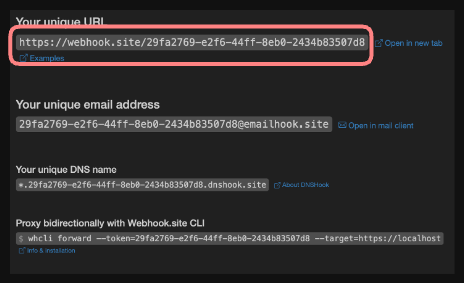 Your unique URL
https://webhook.site/29fa2769-e2f6-44ff-8eb0-2434b83507d8 Open in new tab
Examples
Your unique email address
29fa2769-e2f6-44ff-8eb0-2434b83507d8@emailhook.site Open in mail client
Your unique DNS name
*.29fa2769-e2f6-44ff-8eb0-2434b83507d8.dnshook.site About DNSHook
Proxy bidirectionally with Webhook.site CLI
$ whcli forward --token=29fa2769-e2f6-44ff-8eb0-2434b83507d8 --target=https://localhost
Info & Installation